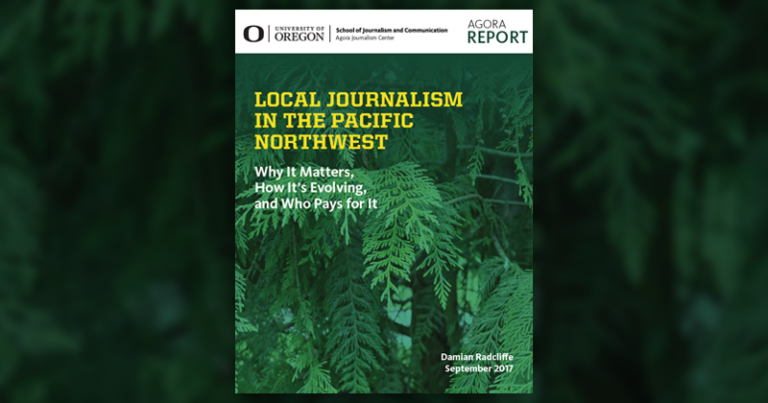 O
UNIVERSITY OF
OREGON
School of Journalism and Communication
Agora Journalism Center
AGORA
REPORT
LOCAL JOURNALISM
IN THE PACIFIC
NORTHWEST
Why It Matters,
How It's Evolving,
and Who Pays for It
Damian Radcliffe
September 2017